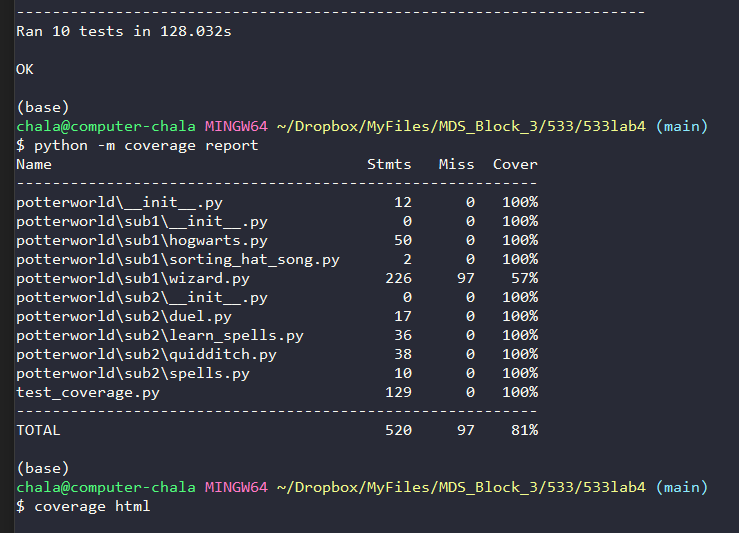 ----------------------------------------------------------------------
Ran 10 tests in 128.032s
OK
(base)
chala@computer-chala MINGW64 ~/Dropbox/MyFiles/MDS_Block_3/533/533lab4 (main)
$ python -m coverage report
Name                                   Stmts   Miss  Cover
----------------------------------------------------------
potterworld\__init__.py                   12      0   100%
potterworld\sub1\__init__.py               0      0   100%
potterworld\sub1\hogwarts.py              50      0   100%
potterworld\sub1\sorting_hat_song.py       2      0   100%
potterworld\sub1\wizard.py               226     97    57%
potterworld\sub2\__init__.py               0      0   100%
potterworld\sub2\duel.py                  17      0   100%
potterworld\sub2\learn_spells.py          36      0   100%
potterworld\sub2\quidditch.py             38      0   100%
potterworld\sub2\spells.py                10      0   100%
test_coverage.py                         129      0   100%
----------------------------------------------------------
TOTAL                                    520     97    81%
(base)
chala@computer-chala MINGW64 ~/Dropbox/MyFiles/MDS_Block_3/533/533lab4 (main)
$ coverage html